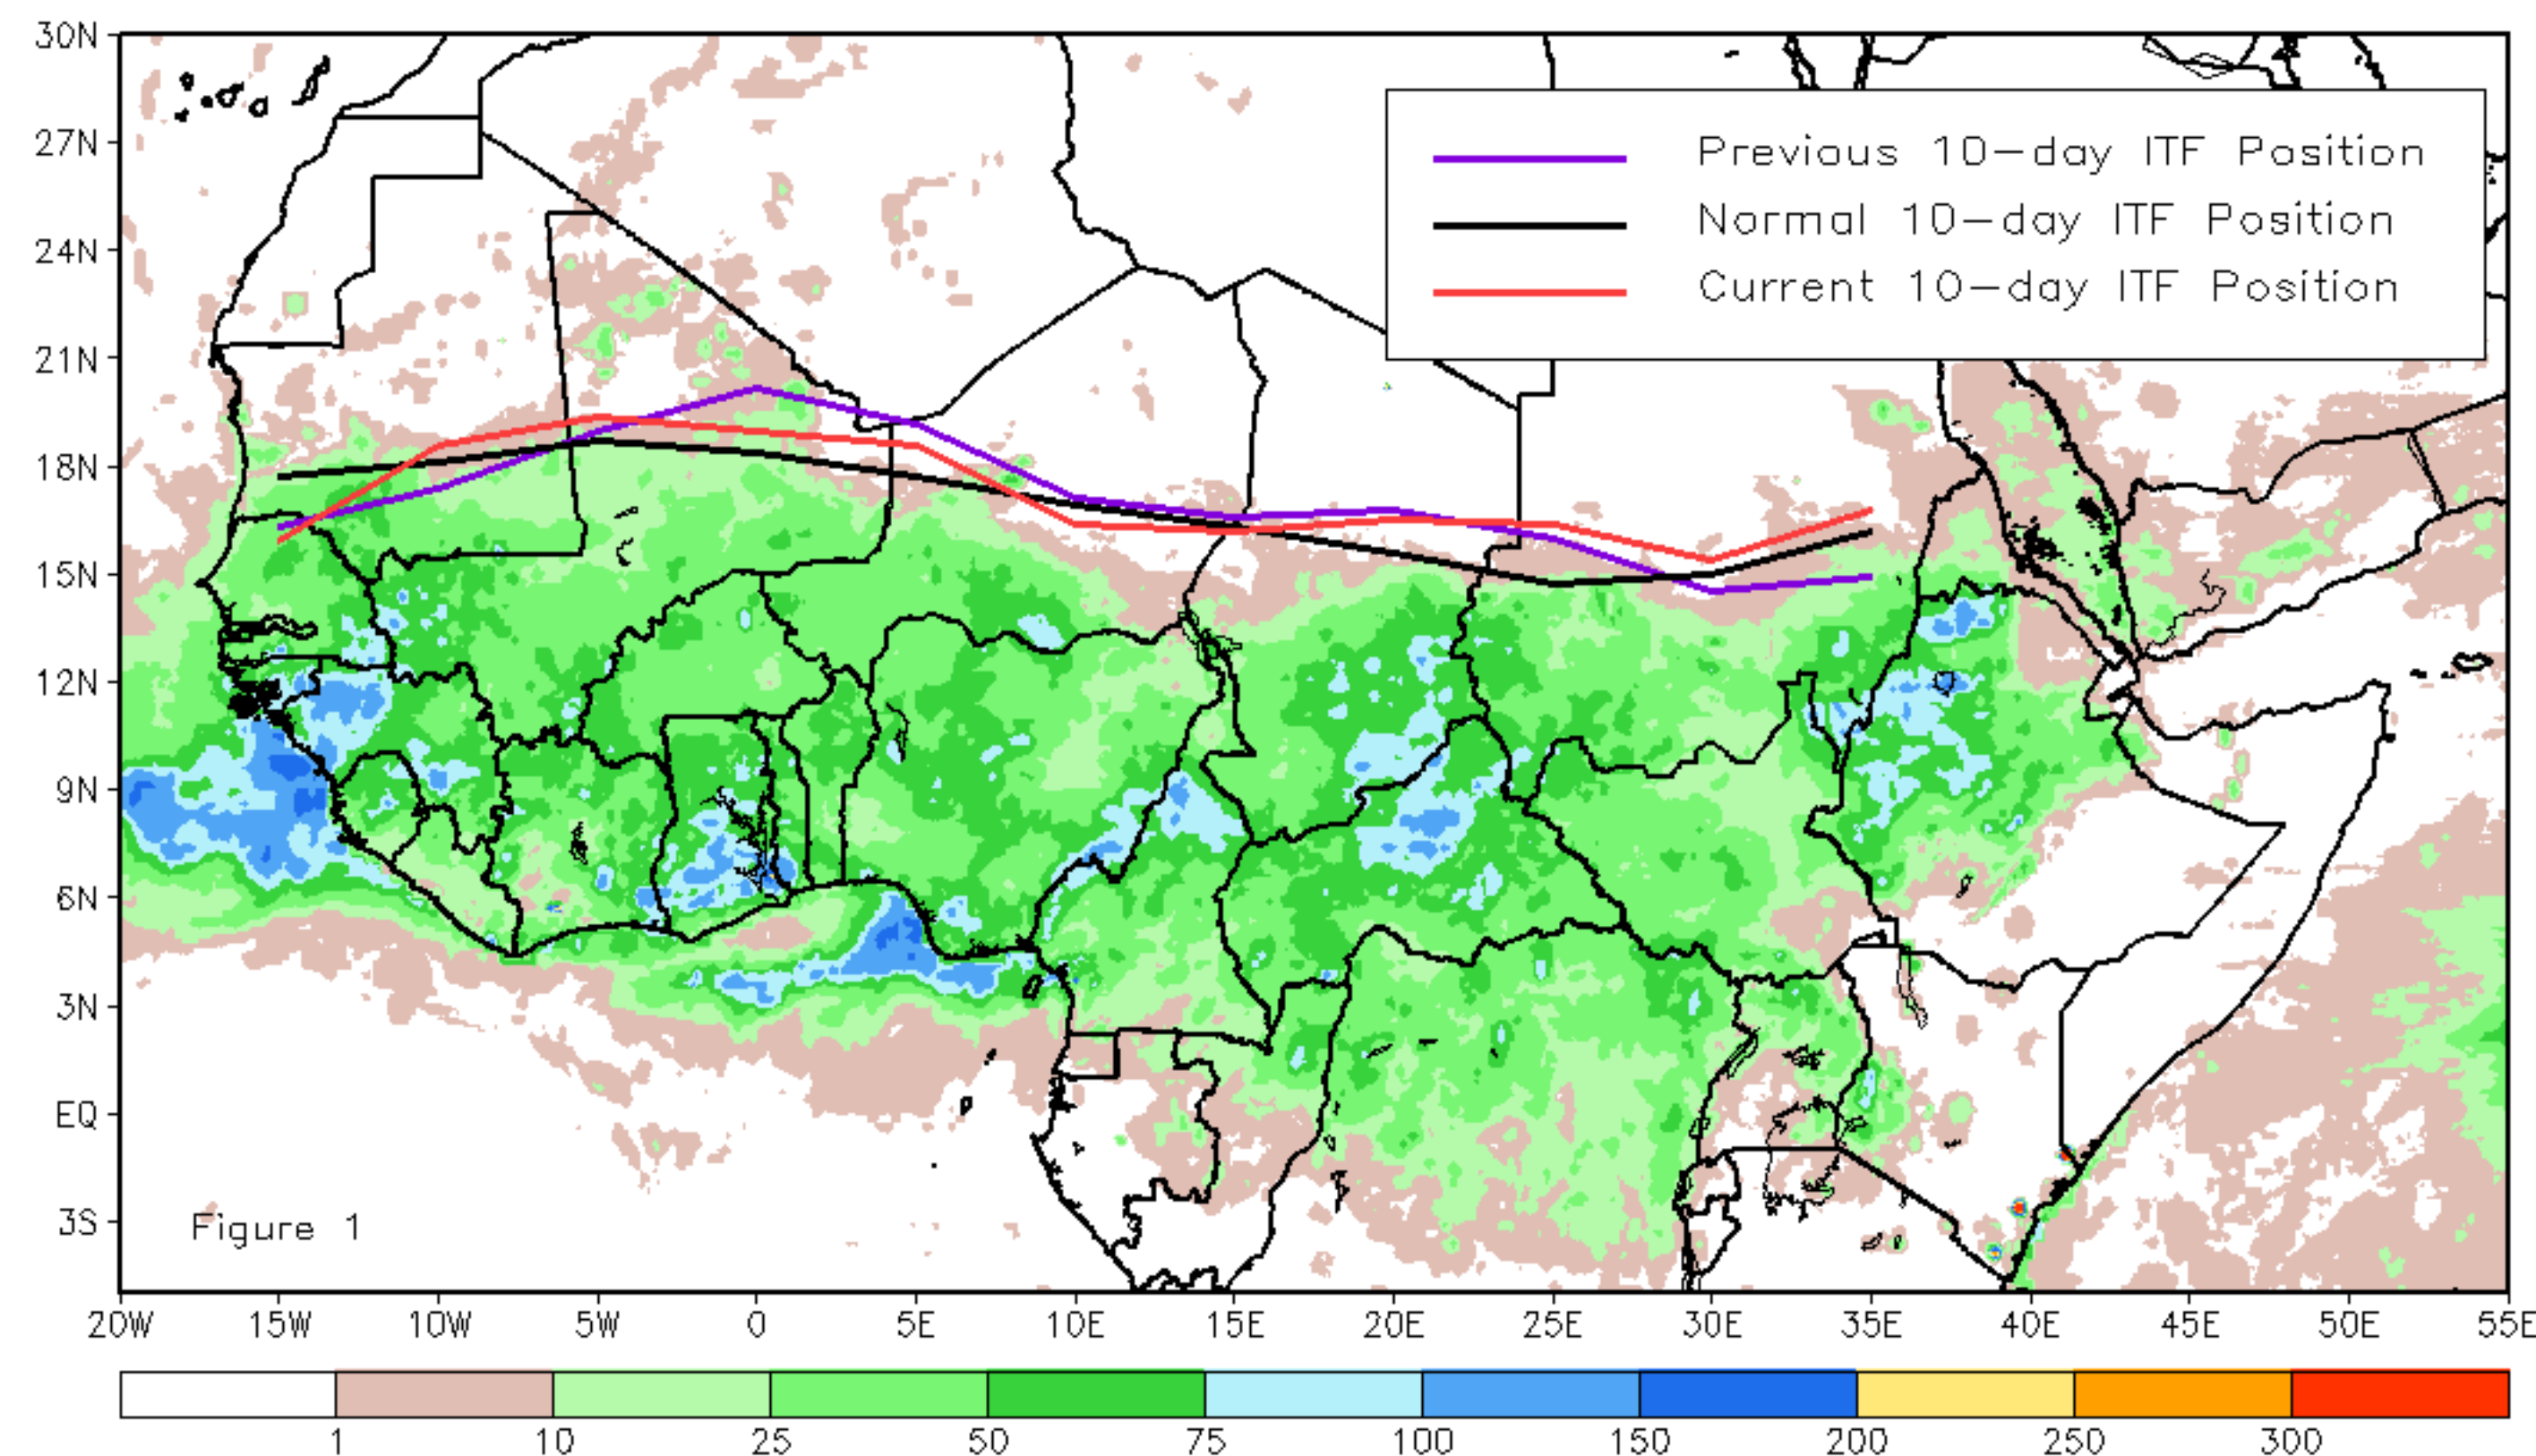 30N
27N
24N
21N
18N
15N
12N
9N
6N
3N
EQ
3S
Previous 10-day ITF Position
Normal 10-day ITF Position
Current 10-day ITF Position
Figure 1
20W 15W 10W 5W 0 5E 10E 15E 20E 25E 30E 35E 40E 45E 50E 55E
1 10 25 50 75 100 150 200 250 300